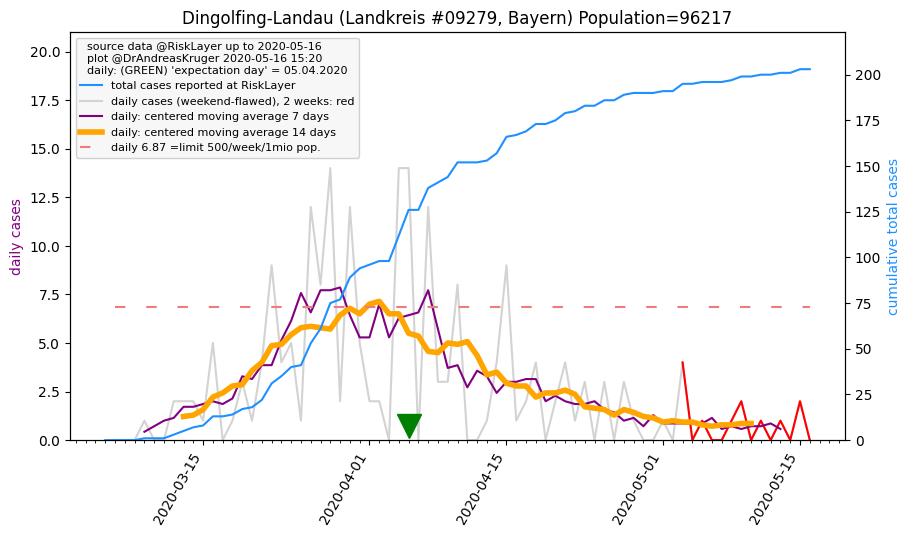 Dingolfing-Landau (Landkreis #09279, Bayern) Population=96217
source data @RiskLayer up to 2020-05-16
plot @DrAndreasKruger 2020-05-16 15:20
daily: (GREEN) 'expectation day' = 05.04.2020
total cases reported at RiskLayer
daily cases (weekend-flawed), 2 weeks: red
daily: centered moving average 7 days
daily: centered moving average 14 days
daily 6.87 =limit 500/week/1mio pop.
daily cases
20.0
17.5
15.0
12.5
10.0
7.5
5.0
2.5
0.0
cumulative total cases
200
175
150
125
100
75
50
25
0
2020-03-15
2020-04-01
2020-04-15
2020-05-01
2020-05-15